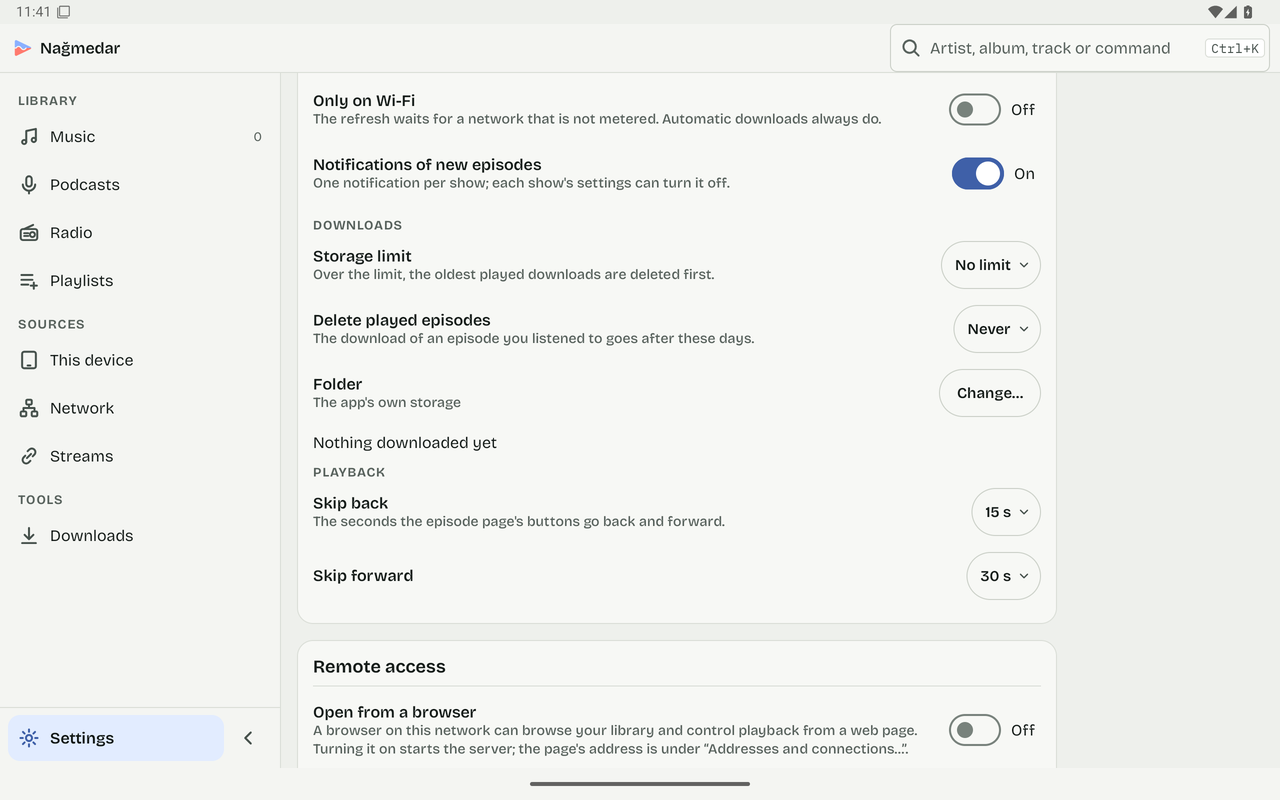 11:41
Nağmedar
Artist, album, track or command
Ctrl+K
LIBRARY
Music
0
Podcasts
Radio
Playlists
SOURCES
This device
Network
Streams
TOOLS
Downloads
Settings
Only on Wi-Fi
The refresh waits for a network that is not metered. Automatic downloads always do.
Off
Notifications of new episodes
One notification per show; each show's settings can turn it off.
On
DOWNLOADS
Storage limit
Over the limit, the oldest played downloads are deleted first.
No limit
Delete played episodes
The download of an episode you listened to goes after these days.
Never
Folder
The app's own storage
Change...
Nothing downloaded yet
PLAYBACK
Skip back
The seconds the episode page's buttons go back and forward.
15 s
Skip forward
30 s
Remote access
Open from a browser
A browser on this network can browse your library and control playback from a web page.
Turning it on starts the server; the page's address is under “Addresses and connections…”.
Off